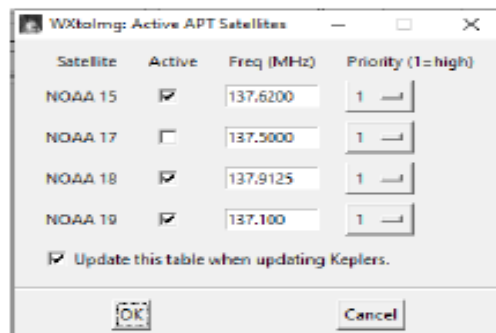 WXtoImg: Active APT Satellites
Satellite Active Freq (MHz) Priority (1=high)
NOAA 15 137.6200 1
NOAA 17 137.5000 1
NOAA 18 137.9125 1
NOAA 19 137.100 1
Update this table when updating Keplers.
OK Cancel